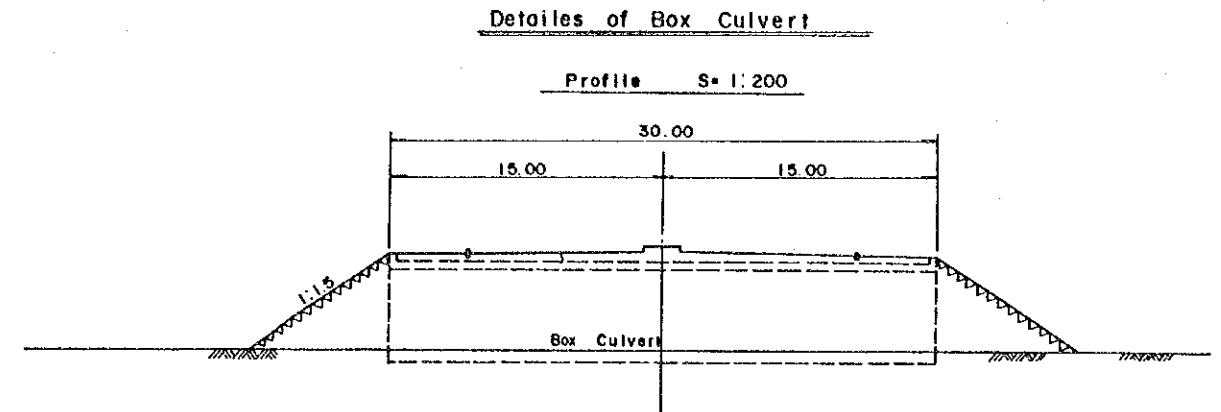 Detailes of Box Culvert
Profile S= 1:200
30.00
15.00 15.00
1:1.5
Box Culvert